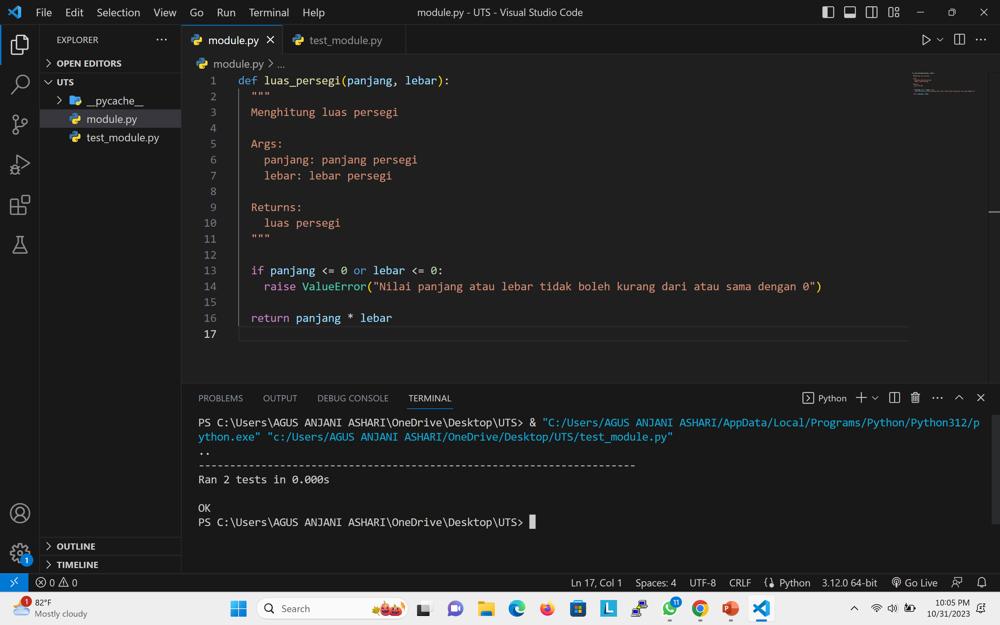 File Edit Selection View Go Run Terminal Help
module.py - UTS - Visual Studio Code
EXPLORER
OPEN EDITORS
UTS
__pycache__
module.py
test_module.py
OUTLINE
TIMELINE
module.py
test_module.py
module.py > ...
1 def luas_persegi(panjang, lebar):
2 """
3 Menghitung luas persegi
4
5 Args:
6 panjang: panjang persegi
7 lebar: lebar persegi
8
9 Returns:
10 luas persegi
11 """
12
13 if panjang <= 0 or lebar <= 0:
14 raise ValueError("Nilai panjang atau lebar tidak boleh kurang dari atau sama dengan 0")
15
16 return panjang * lebar
17
PROBLEMS OUTPUT DEBUG CONSOLE TERMINAL
Python
PS C:\Users\AGUS ANJANI ASHARI\OneDrive\Desktop\UTS> & "C:/Users/AGUS ANJANI ASHARI/AppData/Local/Programs/Python/Python312/p
ython.exe" "c:/Users/AGUS ANJANI ASHARI/OneDrive/Desktop/UTS/test_module.py"
..
----------------------------------------------------------------------
Ran 2 tests in 0.000s
OK
PS C:\Users\AGUS ANJANI ASHARI\OneDrive\Desktop\UTS>
1
0 0
Ln 17, Col 1 Spaces: 4 UTF-8 CRLF Python 3.12.0 64-bit Go Live
1
82°F
Mostly cloudy
Search
11
10:05 PM
10/31/2023